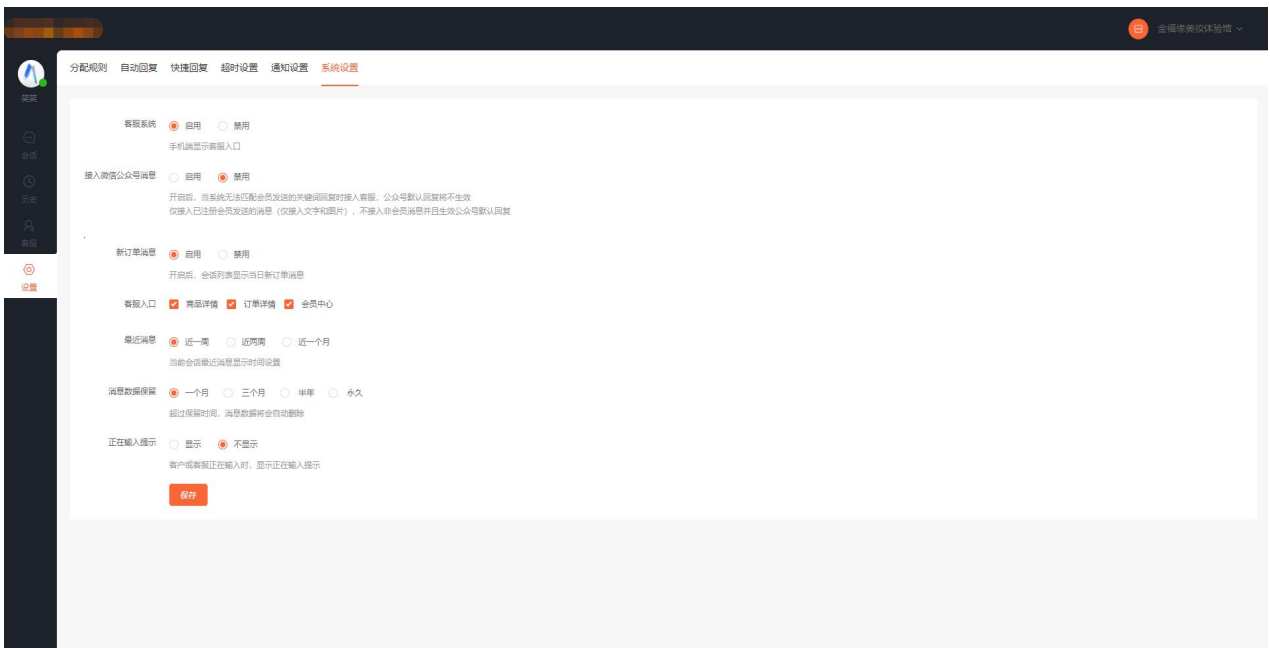 金福缘美妆体验馆
分配规则 自动回复 快捷回复 超时设置 通知设置 系统设置
笑笑
会话
历史
客服
设置
客服系统 启用 禁用
手机端显示客服入口
接入微信公众号消息 启用 禁用
开启后，当系统无法匹配会员发送的关键词回复时接入客服，公众号默认回复将不生效
仅接入已注册会员发送的消息（仅接入文字和图片），不接入非会员消息并且生效公众号默认回复
新订单消息 启用 禁用
开启后，会话列表显示当日新订单消息
客服入口 商品详情 订单详情 会员中心
最近消息 近一周 近两周 近一个月
当前会话最近消息显示时间设置
消息数据保留 一个月 三个月 半年 永久
超过保留时间，消息数据将会自动删除
正在输入提示 显示 不显示
客户或客服正在输入时，显示正在输入提示
保存